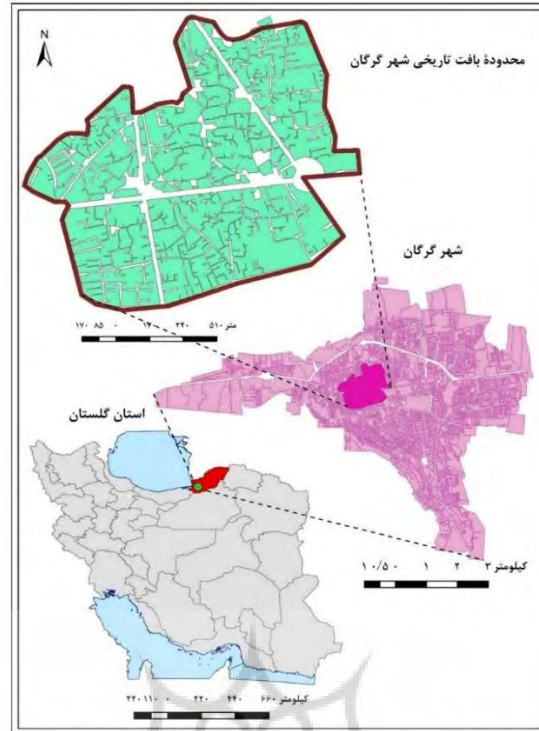 N
محدودهٔ بافت تاریخی شهر گرگان
۱۷۰ ۸۵ ۰ ۱۷۰ ۳۴۰ ۵۱۰ متر
شهر گرگان
استان گلستان
۱ ۰/۵ ۰ ۱ ۲ ۳ کیلومتر
۲۲۰ ۱۱۰ ۰ ۲۲۰ ۴۴۰ ۶۶۰ کیلومتر